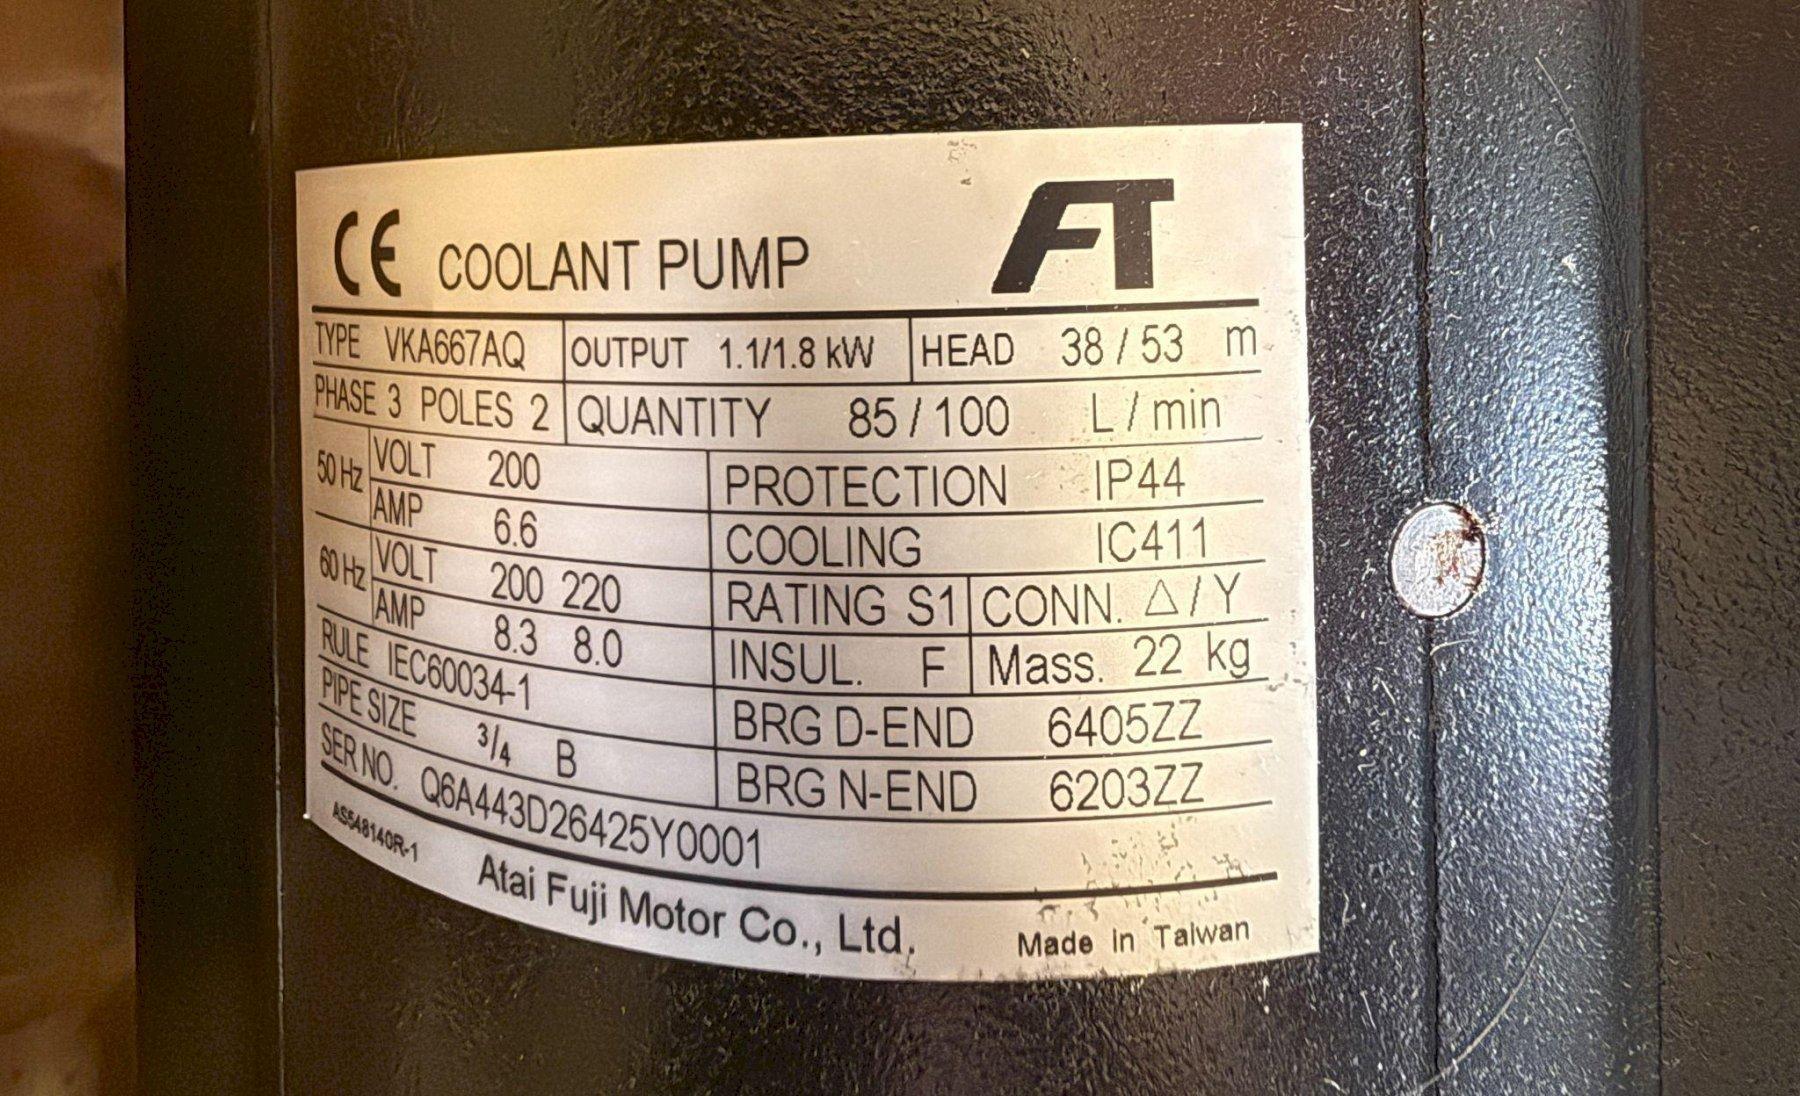 CE COOLANT PUMP FT
TYPE VKA667AQ OUTPUT 1.1/1.8 kW HEAD 38 / 53 m
PHASE 3 POLES 2 QUANTITY 85 / 100 L / min
50 Hz VOLT 200 PROTECTION IP44
AMP 6.6 COOLING IC411
60 Hz VOLT 200 220 RATING S1 CONN. △ / Y
AMP 8.3 8.0 INSUL. F Mass. 22 kg
RULE IEC60034-1 BRG D-END 6405ZZ
PIPE SIZE 3/4 B BRG N-END 6203ZZ
SER NO. Q6A443D26425Y0001
AS548140R-1 Atai Fuji Motor Co., Ltd. Made in Taiwan